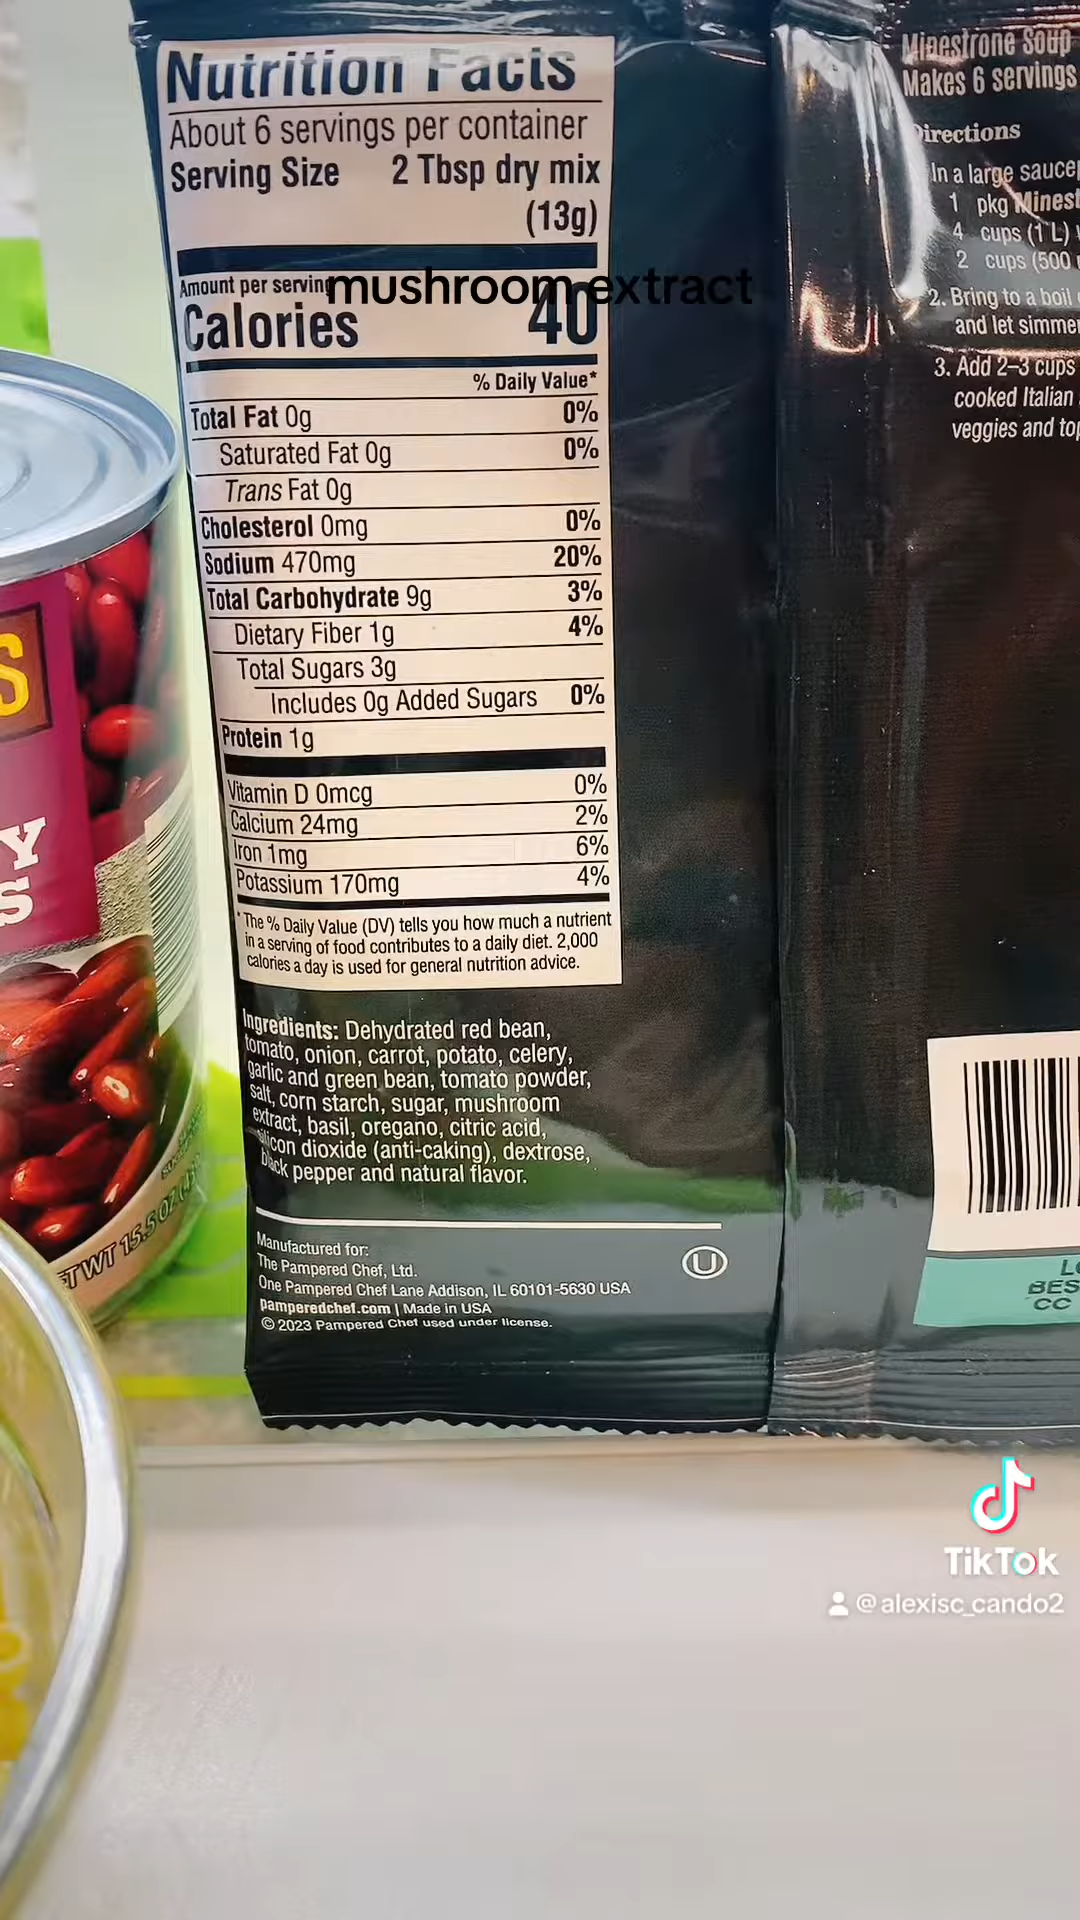 Nutrition Facts
About 6 servings per container
Serving Size 2 Tbsp dry mix
(13g)
Amount per serving
mushroom extract
Calories 40
% Daily Value*
Total Fat 0g 0%
Saturated Fat 0g 0%
Trans Fat 0g
Cholesterol 0mg 0%
Sodium 470mg 20%
Total Carbohydrate 9g 3%
Dietary Fiber 1g 4%
Total Sugars 3g
Includes 0g Added Sugars 0%
Protein 1g
Vitamin D 0mcg 0%
Calcium 24mg 2%
Iron 1mg 6%
Potassium 170mg 4%
* The % Daily Value (DV) tells you how much a nutrient
in a serving of food contributes to a daily diet. 2,000
calories a day is used for general nutrition advice.
Ingredients: Dehydrated red bean,
tomato, onion, carrot, potato, celery,
garlic and green bean, tomato powder,
salt, corn starch, sugar, mushroom
extract, basil, oregano, citric acid,
silicon dioxide (anti-caking), dextrose,
black pepper and natural flavor.
Manufactured for:
The Pampered Chef, Ltd.
One Pampered Chef Lane Addison, IL 60101-5630 USA
pamperedchef.com | Made in USA
© 2023 Pampered Chef used under license.
U
Minestrone Soup
Makes 6 servings
Directions
In a large
1 pkg
4 cups (1 L)
2 cups (500
2. Bring to a boil
and let
3. Add 2–3 cups
cooked Italian
veggies and
BES
CC
S
Y
S
WT 15.5 OZ
TikTok
@alexisc_cando2